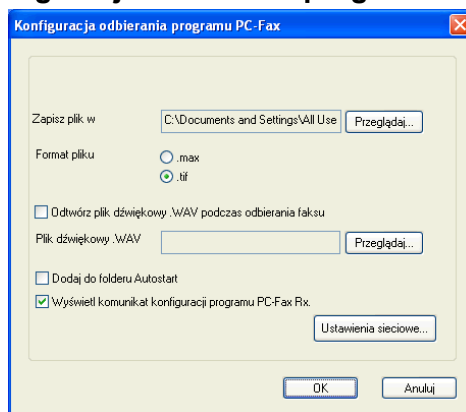 Konfiguracja odbierania programu PC-Fax
Zapisz plik w C:\Documents and Settings\All Use Przeglądaj...
Format pliku .max
.tif
Odtwórz plik dźwiękowy .WAV podczas odbierania faksu
Plik dźwiękowy .WAV Przeglądaj...
Dodaj do folderu Autostart
Wyświetl komunikat konfiguracji programu PC-Fax Rx.
Ustawienia sieciowe...
OK Anuluj